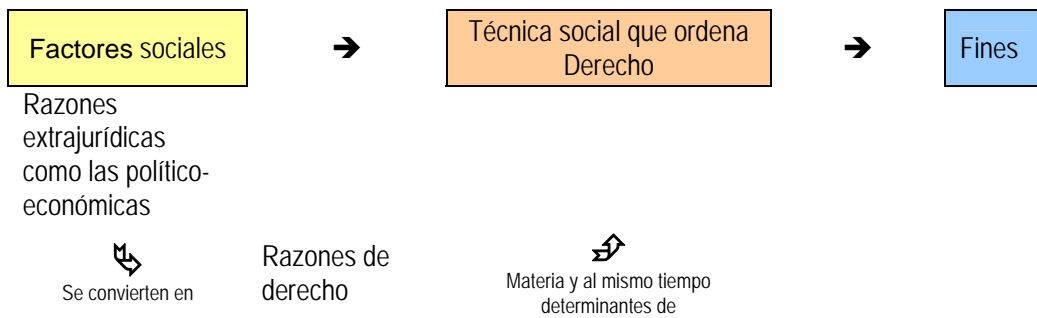 Factores sociales
➔
Técnica social que ordena
Derecho
➔
Fines
Razones
extrajurídicas
como las político-
económicas
Se convierten en
Razones de
derecho
Materia y al mismo tiempo
determinantes de